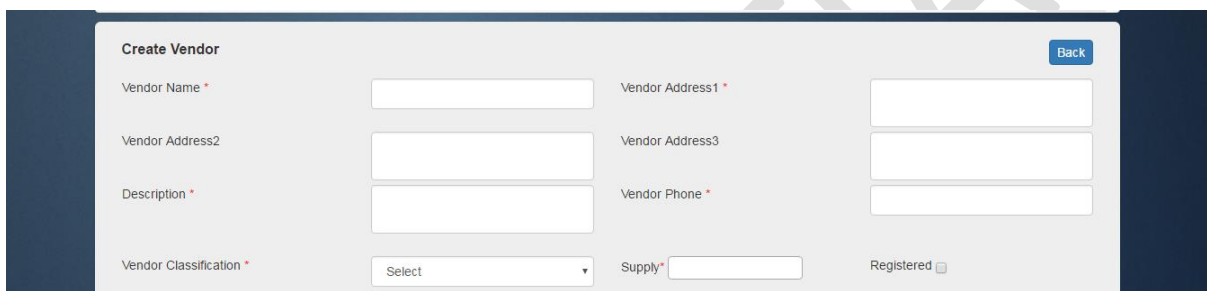 Create Vendor Back
Vendor Name * Vendor Address1 *
Vendor Address2 Vendor Address3
Description * Vendor Phone *
Vendor Classification * Select Supply* Registered